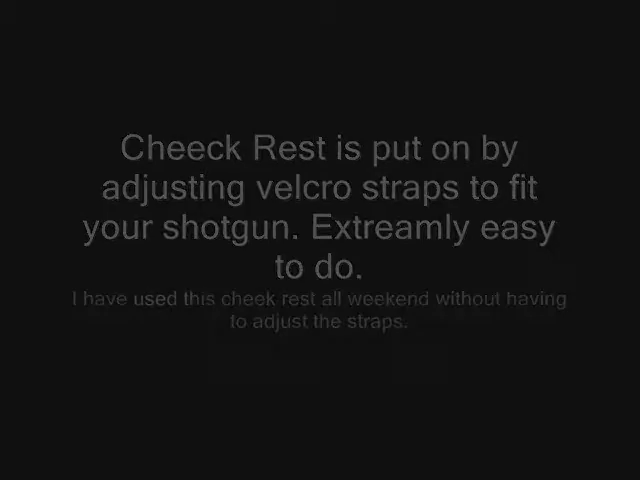 Cheeck Rest is put on by
adjusting velcro straps to fit
your shotgun. Extreamly easy
to do.
I have used this cheek rest all weekend without having
to adjust the straps.